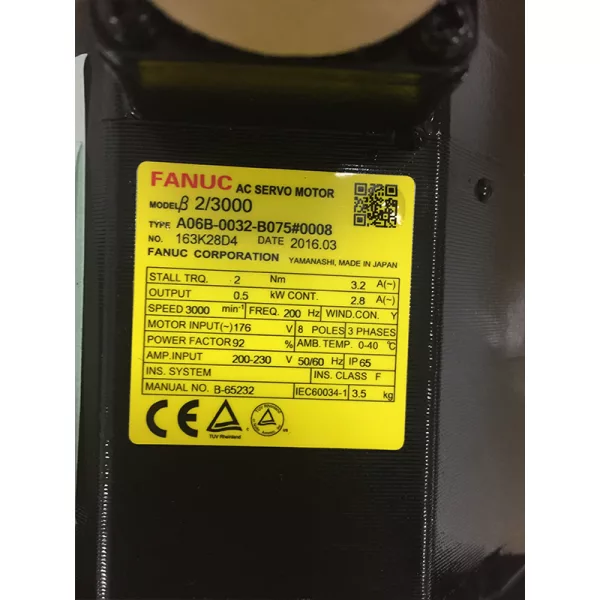 FANUC AC SERVO MOTOR
MODEL β 2/3000
TYPE A06B-0032-B075#0008
NO. 163K28D4 DATE 2016.03
FANUC CORPORATION YAMANASHI, MADE IN JAPAN
STALL TRQ. 2 Nm 3.2 A(~)
OUTPUT 0.5 kW CONT. 2.8 A(~)
SPEED 3000 min⁻¹ FREQ. 200 Hz WIND.CON. Y
MOTOR INPUT(~)176 V 8 POLES 3 PHASES
POWER FACTOR 92 % AMB. TEMP. 0-40 ℃
AMP.INPUT 200-230 V 50/60 Hz IP 65
INS. SYSTEM INS. CLASS F
MANUAL NO. B-65232 IEC60034-1 3.5 kg
CE TÜV Rheinland